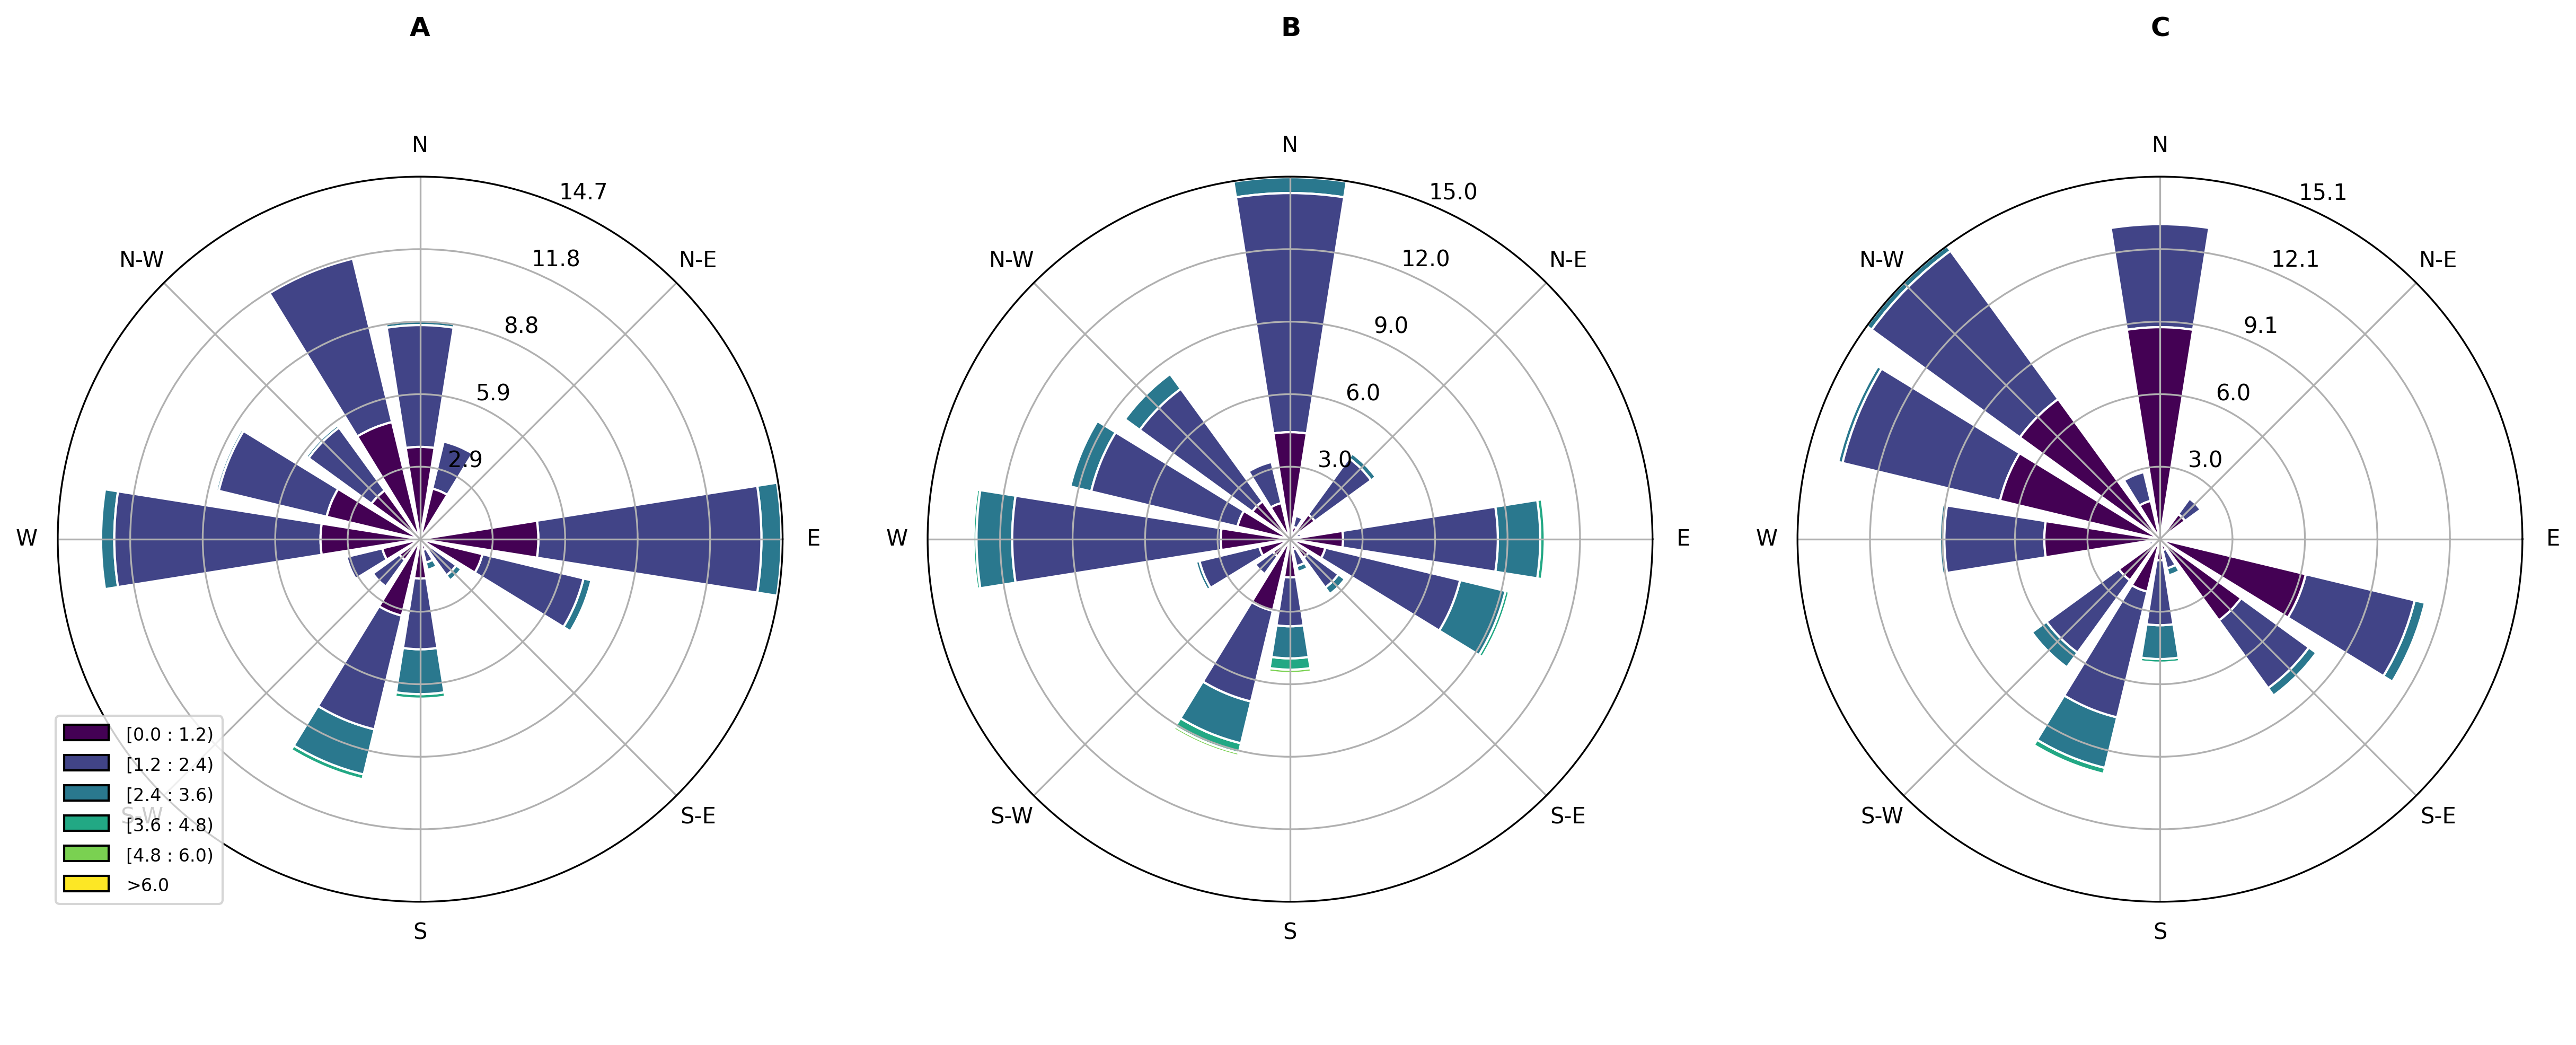 A
B
C
N
N
N
14.7
15.0
15.1
N-W
11.8
N-E
N-W
12.0
N-E
N-W
12.1
N-E
8.8
9.0
9.1
5.9
6.0
6.0
2.9
3.0
3.0
W
E
W
E
W
E
S-W
S-E
S-W
S-E
S-W
S-E
[0.0 : 1.2)
[1.2 : 2.4)
[2.4 : 3.6)
[3.6 : 4.8)
[4.8 : 6.0)
>6.0
S
S
S